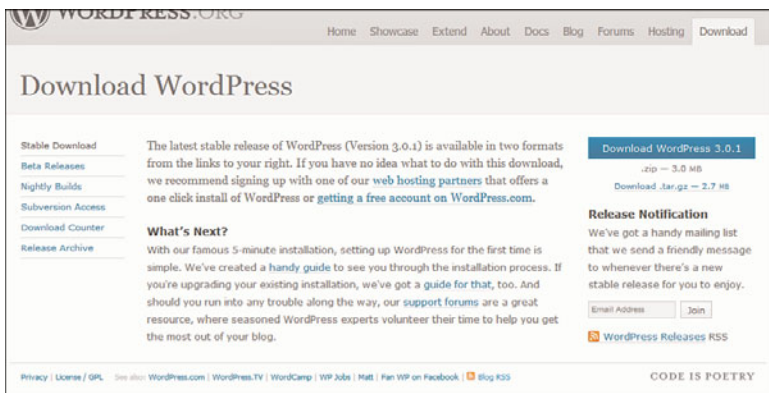 WORDPRESS.ORG
Home Showcase Extend About Docs Blog Forums Hosting Download
Download WordPress
Stable Download
Beta Releases
Nightly Builds
Subversion Access
Download Counter
Release Archive
The latest stable release of WordPress (Version 3.0.1) is available in two formats
from the links to your right. If you have no idea what to do with this download,
we recommend signing up with one of our web hosting partners that offers a
one click install of WordPress or getting a free account on WordPress.com.
What's Next?
With our famous 5-minute installation, setting up WordPress for the first time is
simple. We've created a handy guide to see you through the installation process. If
you're upgrading your existing installation, we've got a guide for that, too. And
should you run into any trouble along the way, our support forums are a great
resource, where seasoned WordPress experts volunteer their time to help you get
the most out of your blog.
Download WordPress 3.0.1
.zip — 3.0 MB
Download .tar.gz — 2.7 MB
Release Notification
We've got a handy mailing list
that we send a friendly message
to whenever there's a new
stable release for you to enjoy.
Email Address Join
WordPress Releases RSS
Privacy | License / GPL See also: WordPress.com | WordPress.TV | WordCamp | WP Jobs | Matt | Fan WP on Facebook | Blog RSS
CODE IS POETRY